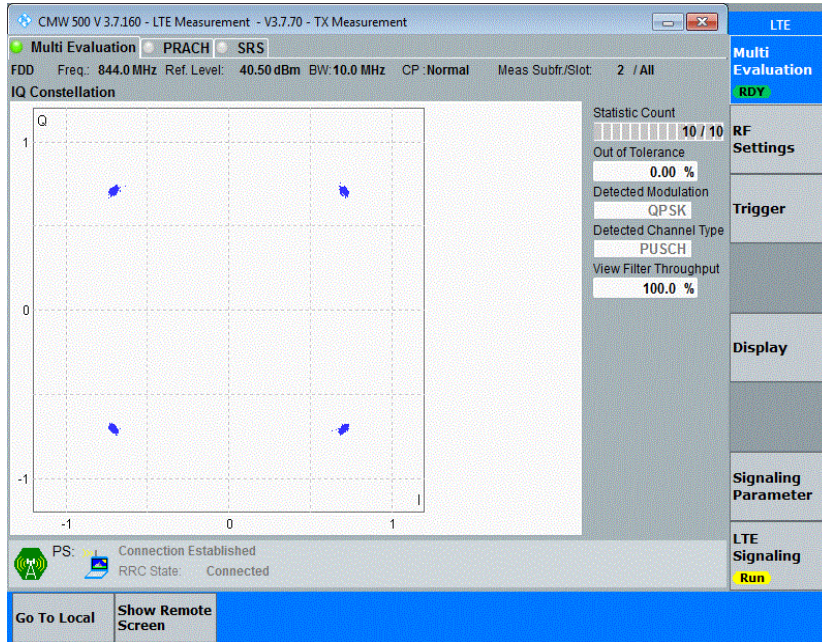 CMW 500 V 3.7.160 - LTE Measurement - V3.7.70 - TX Measurement
LTE
Multi Evaluation PRACH SRS
FDD Freq.: 844.0 MHz Ref. Level: 40.50 dBm BW: 10.0 MHz CP : Normal Meas Subfr./Slot: 2 / All
IQ Constellation
Q
1
0
-1
I
-1 0 1
Statistic Count
10 / 10
Out of Tolerance
0.00 %
Detected Modulation
QPSK
Detected Channel Type
PUSCH
View Filter Throughput
100.0 %
Multi
Evaluation
RDY
RF
Settings
Trigger
Display
Signaling
Parameter
LTE
Signaling
Run
PS: Connection Established
RRC State: Connected
Go To Local
Show Remote
Screen